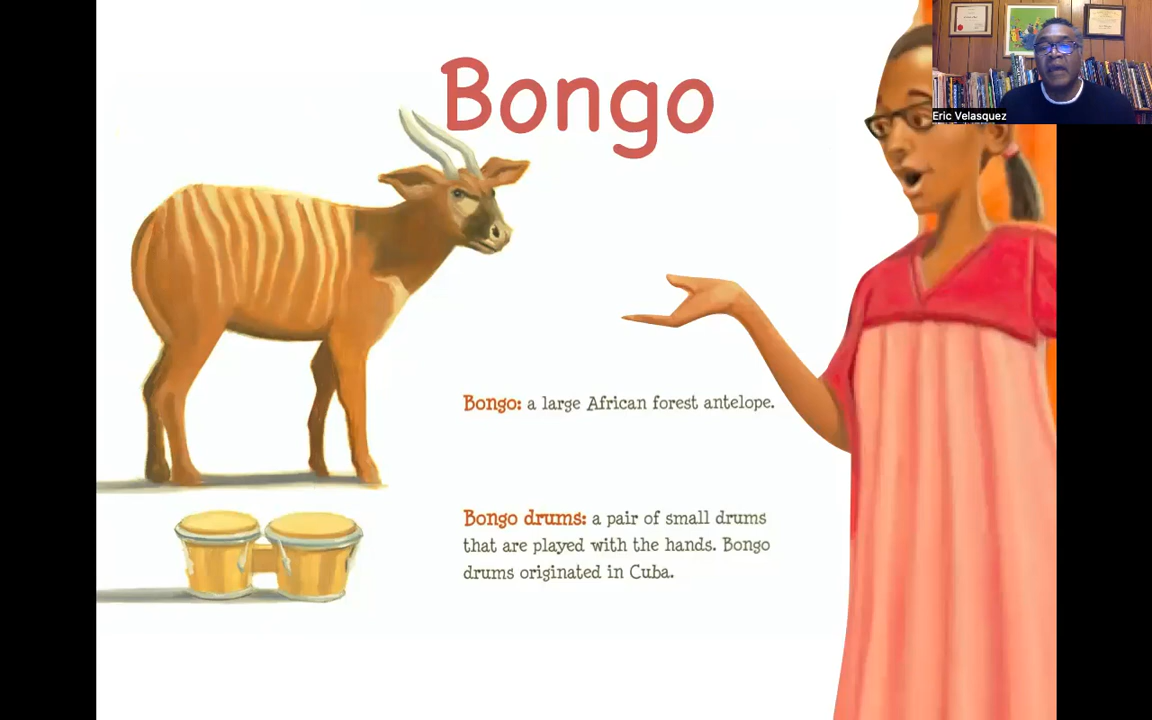 Bongo
Eric Velasquez
Bongo: a large African forest antelope.
Bongo drums: a pair of small drums
that are played with the hands. Bongo
drums originated in Cuba.